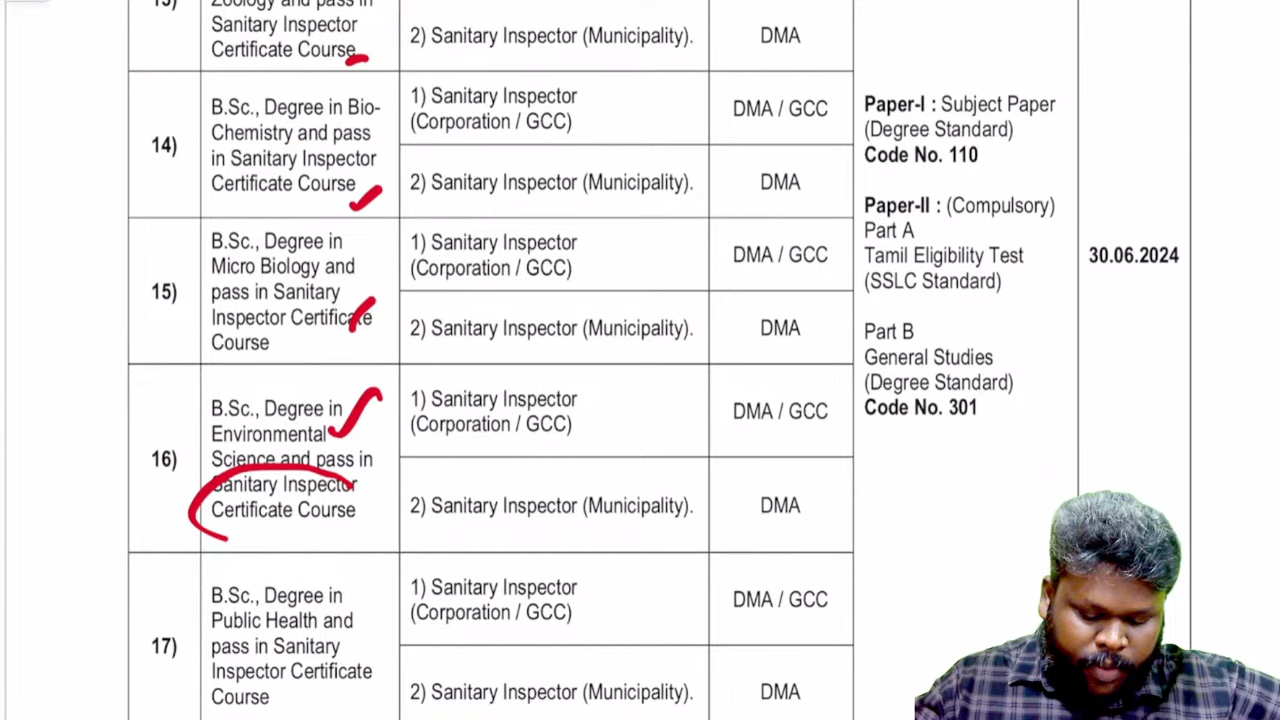 Zoology and pass in
Sanitary Inspector
Certificate Course
2) Sanitary Inspector (Municipality).
DMA
14)
B.Sc., Degree in Bio-
Chemistry and pass
in Sanitary Inspector
Certificate Course
1) Sanitary Inspector
(Corporation / GCC)
DMA / GCC
2) Sanitary Inspector (Municipality).
DMA
15)
B.Sc., Degree in
Micro Biology and
pass in Sanitary
Inspector Certificate
Course
1) Sanitary Inspector
(Corporation / GCC)
DMA / GCC
2) Sanitary Inspector (Municipality).
DMA
16)
B.Sc., Degree in
Environmental
Science and pass in
Sanitary Inspector
Certificate Course
1) Sanitary Inspector
(Corporation / GCC)
DMA / GCC
2) Sanitary Inspector (Municipality).
DMA
17)
B.Sc., Degree in
Public Health and
pass in Sanitary
Inspector Certificate
Course
1) Sanitary Inspector
(Corporation / GCC)
DMA / GCC
2) Sanitary Inspector (Municipality).
DMA
Paper-I : Subject Paper
(Degree Standard)
Code No. 110
Paper-II : (Compulsory)
Part A
Tamil Eligibility Test
(SSLC Standard)
Part B
General Studies
(Degree Standard)
Code No. 301
30.06.2024